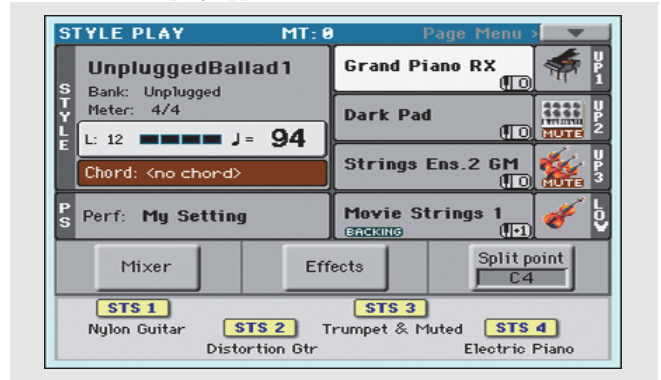 STYLE PLAY MT: 0 Page Menu >
STYLE
UnpluggedBallad1
Bank: Unplugged
Meter: 4/4
L: 12 ♩= 94
Chord: <no chord>
Grand Piano RX 0 UP1
Dark Pad 0 MUTE UP2
Strings Ens.2 GM 0 MUTE UP3
PS Perf: My Setting
Movie Strings 1 LOW
BACKING +1
Mixer Effects Split point
C4
STS 1 STS 3
Nylon Guitar STS 2 Trumpet & Muted STS 4
Distortion Gtr Electric Piano